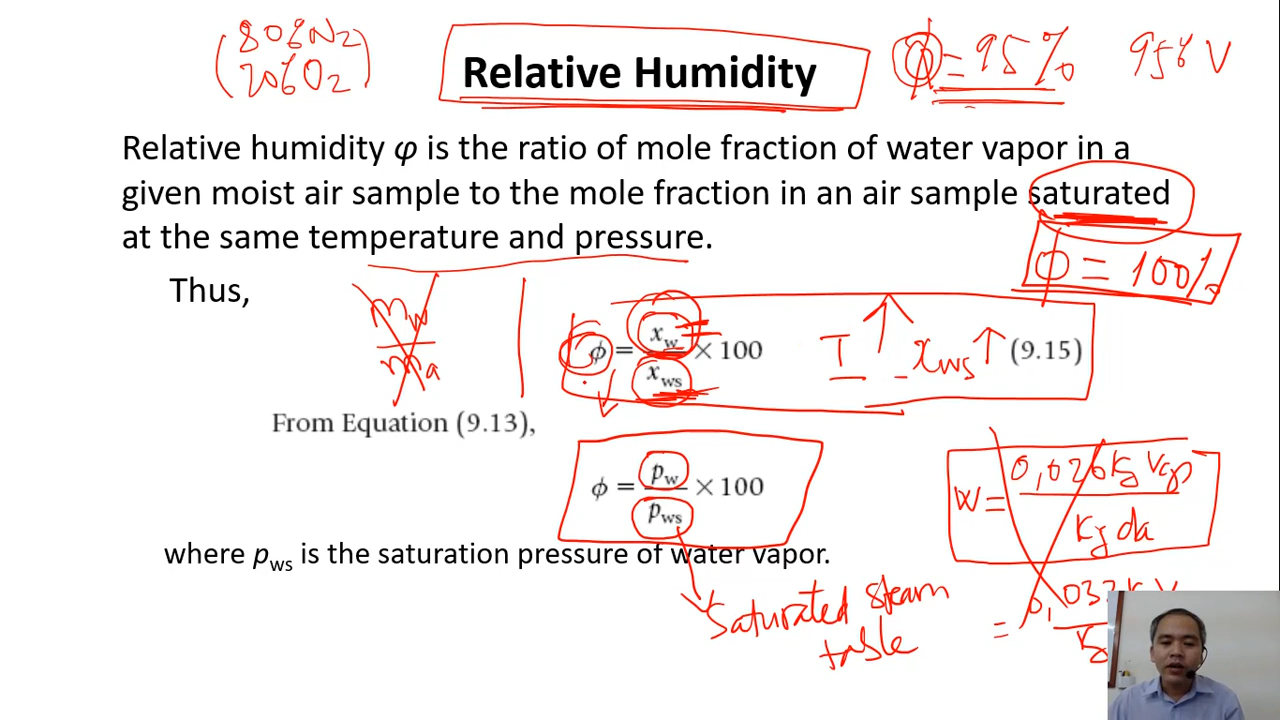 80% N2
20% O2
Relative Humidity
φ = 95%
95% V
Relative humidity φ is the ratio of mole fraction of water vapor in a
given moist air sample to the mole fraction in an air sample saturated
at the same temperature and pressure.
φ = 100%
Thus,
mw
ma
φ = xw / xws × 100
T ↑ xws ↑
(9.15)
From Equation (9.13),
φ = pw / pws × 100
W = 0,026 kg vap / kg da
where pws is the saturation pressure of water vapor.
Saturated steam
table
=